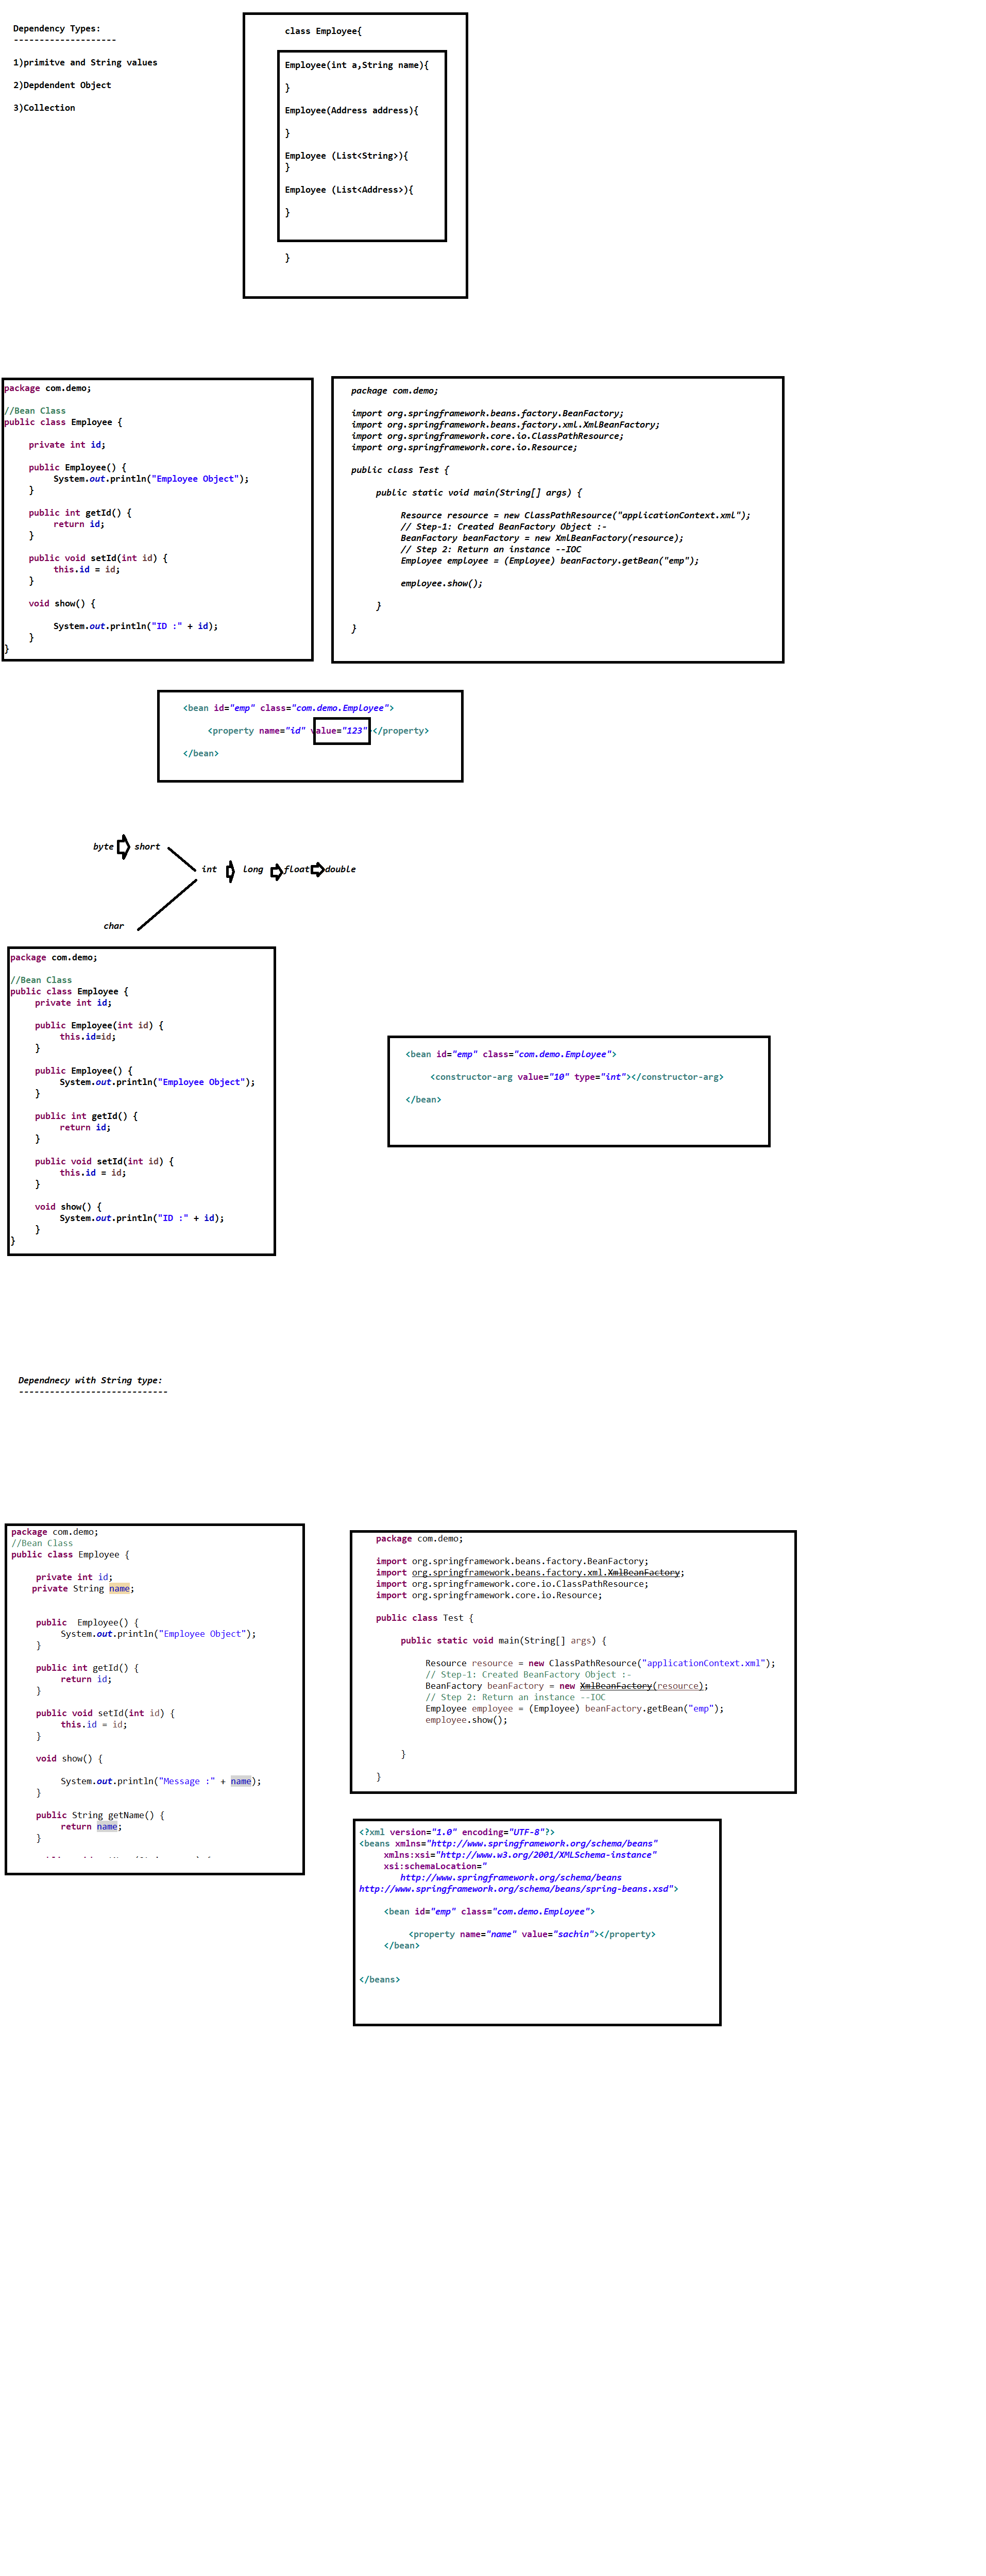 Dependency Types:
--------------------
1)primitve and String values
2)Depdendent Object
3)Collection
class Employee{
Employee(int a,String name){
}
Employee(Address address){
}
Employee (List<String>){
}
Employee (List<Address>){
}
}
package com.demo;
//Bean Class
public class Employee {
private int id;
public Employee() {
System.out.println("Employee Object");
}
public int getId() {
return id;
}
public void setId(int id) {
this.id = id;
}
void show() {
System.out.println("ID :" + id);
}
}
package com.demo;
import org.springframework.beans.factory.BeanFactory;
import org.springframework.beans.factory.xml.XmlBeanFactory;
import org.springframework.core.io.ClassPathResource;
import org.springframework.core.io.Resource;
public class Test {
public static void main(String[] args) {
Resource resource = new ClassPathResource("applicationContext.xml");
// Step-1: Created BeanFactory Object :-
BeanFactory beanFactory = new XmlBeanFactory(resource);
// Step 2: Return an instance --IOC
Employee employee = (Employee) beanFactory.getBean("emp");
employee.show();
}
}
<bean id="emp" class="com.demo.Employee">
<property name="id" value="123"></property>
</bean>
byte short
int long float double
char
package com.demo;
//Bean Class
public class Employee {
private int id;
public Employee(int id) {
this.id=id;
}
public Employee() {
System.out.println("Employee Object");
}
public int getId() {
return id;
}
public void setId(int id) {
this.id = id;
}
void show() {
System.out.println("ID :" + id);
}
}
<bean id="emp" class="com.demo.Employee">
<constructor-arg value="10" type="int"></constructor-arg>
</bean>
Dependnecy with String type:
-----------------------------
package com.demo;
//Bean Class
public class Employee {
private int id;
private String name;
public  Employee() {
System.out.println("Employee Object");
}
public int getId() {
return id;
}
public void setId(int id) {
this.id = id;
}
void show() {
System.out.println("Message :" + name);
}
public String getName() {
return name;
}
package com.demo;
import org.springframework.beans.factory.BeanFactory;
import org.springframework.beans.factory.xml.XmlBeanFactory;
import org.springframework.core.io.ClassPathResource;
import org.springframework.core.io.Resource;
public class Test {
public static void main(String[] args) {
Resource resource = new ClassPathResource("applicationContext.xml");
// Step-1: Created BeanFactory Object :-
BeanFactory beanFactory = new XmlBeanFactory(resource);
// Step 2: Return an instance --IOC
Employee employee = (Employee) beanFactory.getBean("emp");
employee.show();
}
}
<?xml version="1.0" encoding="UTF-8"?>
<beans xmlns="http://www.springframework.org/schema/beans"
xmlns:xsi="http://www.w3.org/2001/XMLSchema-instance"
xsi:schemaLocation="
http://www.springframework.org/schema/beans
http://www.springframework.org/schema/beans/spring-beans.xsd">
<bean id="emp" class="com.demo.Employee">
<property name="name" value="sachin"></property>
</bean>
</beans>